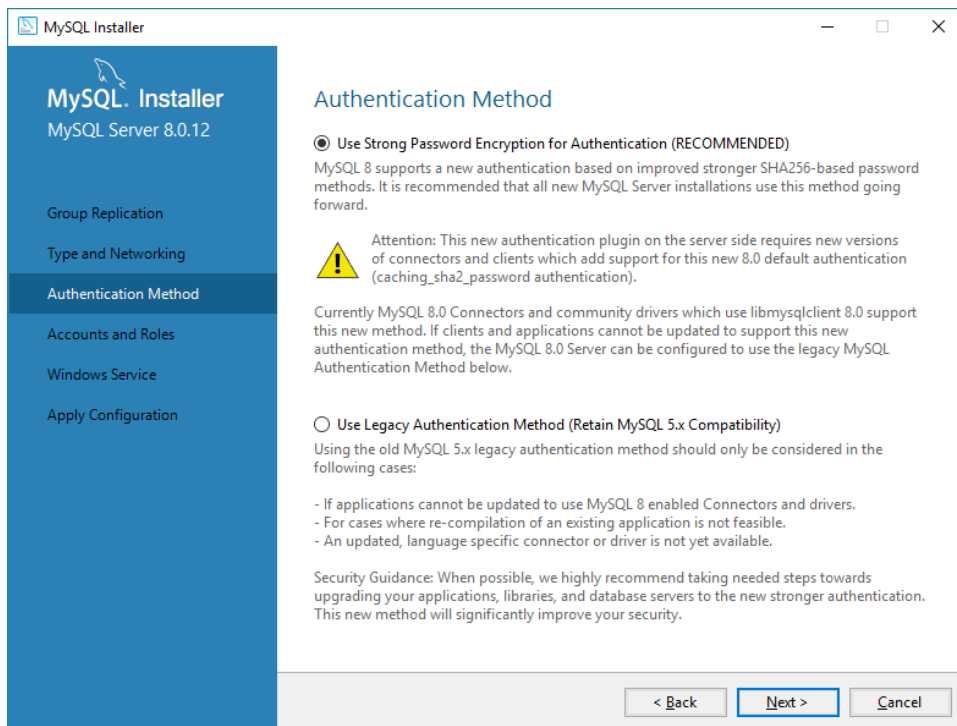 MySQL Installer
MySQL. Installer
MySQL Server 8.0.12
Group Replication
Type and Networking
Authentication Method
Accounts and Roles
Windows Service
Apply Configuration
Authentication Method
Use Strong Password Encryption for Authentication (RECOMMENDED)
MySQL 8 supports a new authentication based on improved stronger SHA256-based password
methods. It is recommended that all new MySQL Server installations use this method going
forward.
Attention: This new authentication plugin on the server side requires new versions
of connectors and clients which add support for this new 8.0 default authentication
(caching_sha2_password authentication).
Currently MySQL 8.0 Connectors and community drivers which use libmysqlclient 8.0 support
this new method. If clients and applications cannot be updated to support this new
authentication method, the MySQL 8.0 Server can be configured to use the legacy MySQL
Authentication Method below.
Use Legacy Authentication Method (Retain MySQL 5.x Compatibility)
Using the old MySQL 5.x legacy authentication method should only be considered in the
following cases:
- If applications cannot be updated to use MySQL 8 enabled Connectors and drivers.
- For cases where re-compilation of an existing application is not feasible.
- An updated, language specific connector or driver is not yet available.
Security Guidance: When possible, we highly recommend taking needed steps towards
upgrading your applications, libraries, and database servers to the new stronger authentication.
This new method will significantly improve your security.
< Back
Next >
Cancel